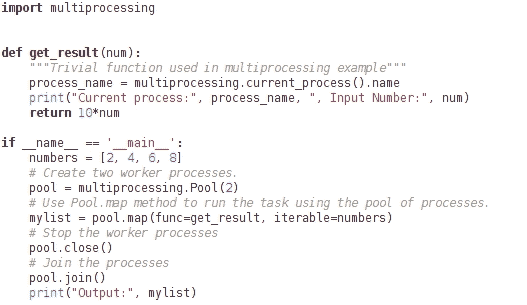 import multiprocessing
def get_result(num):
    """Trivial function used in multiprocessing example"""
    process_name = multiprocessing.current_process().name
    print("Current process:", process_name, ", Input Number:", num)
    return 10*num
if __name__ == '__main__':
    numbers = [2, 4, 6, 8]
    # Create two worker processes.
    pool = multiprocessing.Pool(2)
    # Use Pool.map method to run the task using the pool of processes.
    mylist = pool.map(func=get_result, iterable=numbers)
    # Stop the worker processes
    pool.close()
    # Join the processes
    pool.join()
    print("Output:", mylist)